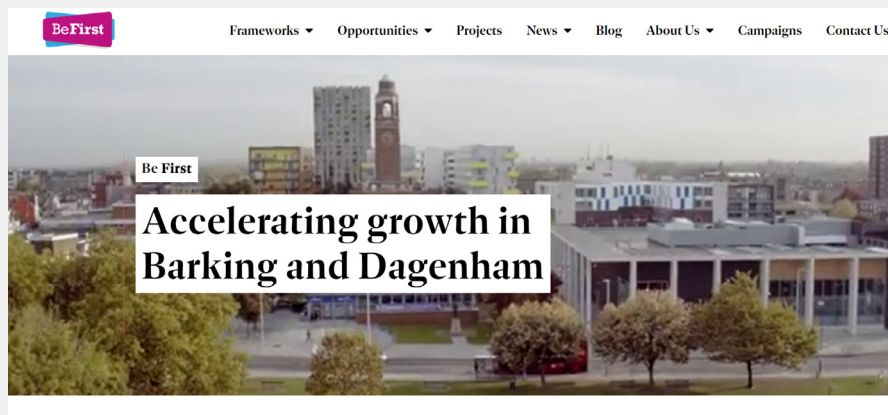 BeFirst
Frameworks Opportunities Projects News Blog About Us Campaigns Contact Us
Be First
Accelerating growth in
Barking and Dagenham